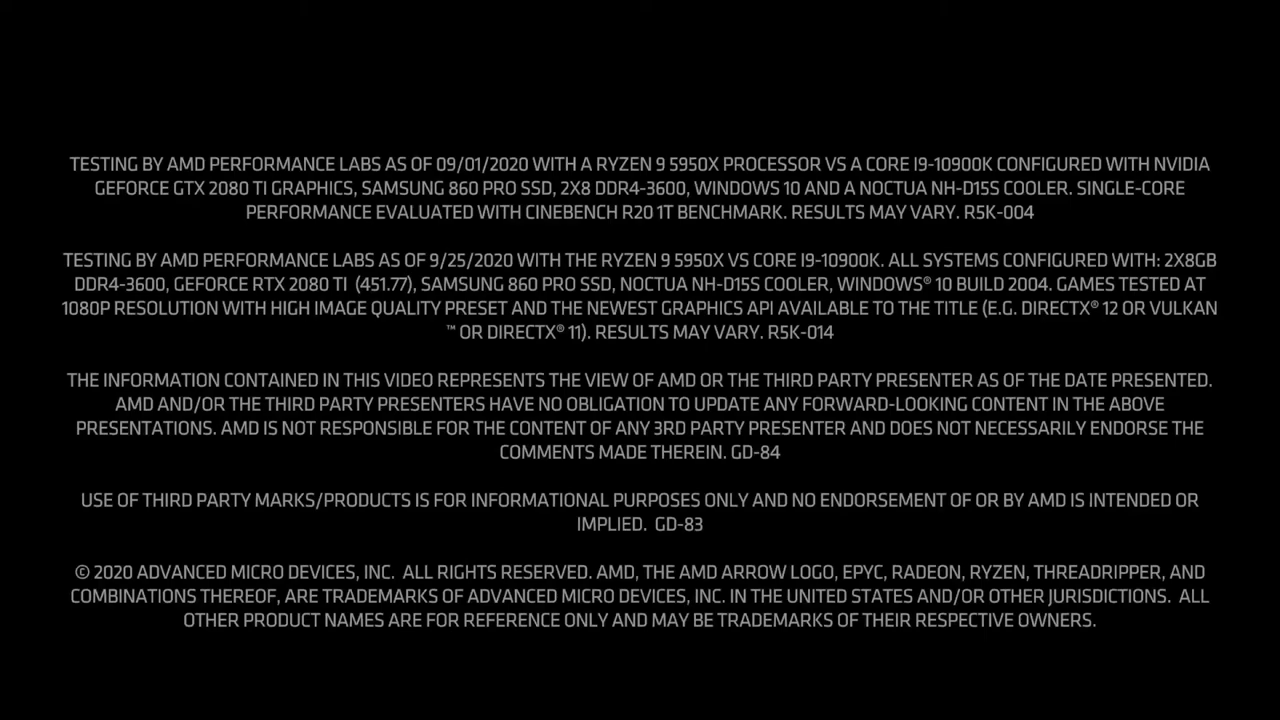 TESTING BY AMD PERFORMANCE LABS AS OF 09/01/2020 WITH A RYZEN 9 5950X PROCESSOR VS A CORE I9-10900K CONFIGURED WITH NVIDIA
GEFORCE GTX 2080 TI GRAPHICS, SAMSUNG 860 PRO SSD, 2X8 DDR4-3600, WINDOWS 10 AND A NOCTUA NH-D15S COOLER. SINGLE-CORE
PERFORMANCE EVALUATED WITH CINEBENCH R20 1T BENCHMARK. RESULTS MAY VARY. R5K-004
TESTING BY AMD PERFORMANCE LABS AS OF 9/25/2020 WITH THE RYZEN 9 5950X VS CORE I9-10900K. ALL SYSTEMS CONFIGURED WITH: 2X8GB
DDR4-3600, GEFORCE RTX 2080 TI (451.77), SAMSUNG 860 PRO SSD, NOCTUA NH-D15S COOLER, WINDOWS® 10 BUILD 2004. GAMES TESTED AT
1080P RESOLUTION WITH HIGH IMAGE QUALITY PRESET AND THE NEWEST GRAPHICS API AVAILABLE TO THE TITLE (E.G. DIRECTX® 12 OR VULKAN
™ OR DIRECTX® 11). RESULTS MAY VARY. R5K-014
THE INFORMATION CONTAINED IN THIS VIDEO REPRESENTS THE VIEW OF AMD OR THE THIRD PARTY PRESENTER AS OF THE DATE PRESENTED.
AMD AND/OR THE THIRD PARTY PRESENTERS HAVE NO OBLIGATION TO UPDATE ANY FORWARD-LOOKING CONTENT IN THE ABOVE
PRESENTATIONS. AMD IS NOT RESPONSIBLE FOR THE CONTENT OF ANY 3RD PARTY PRESENTER AND DOES NOT NECESSARILY ENDORSE THE
COMMENTS MADE THEREIN. GD-84
USE OF THIRD PARTY MARKS/PRODUCTS IS FOR INFORMATIONAL PURPOSES ONLY AND NO ENDORSEMENT OF OR BY AMD IS INTENDED OR
IMPLIED. GD-83
© 2020 ADVANCED MICRO DEVICES, INC. ALL RIGHTS RESERVED. AMD, THE AMD ARROW LOGO, EPYC, RADEON, RYZEN, THREADRIPPER, AND
COMBINATIONS THEREOF, ARE TRADEMARKS OF ADVANCED MICRO DEVICES, INC. IN THE UNITED STATES AND/OR OTHER JURISDICTIONS. ALL
OTHER PRODUCT NAMES ARE FOR REFERENCE ONLY AND MAY BE TRADEMARKS OF THEIR RESPECTIVE OWNERS.